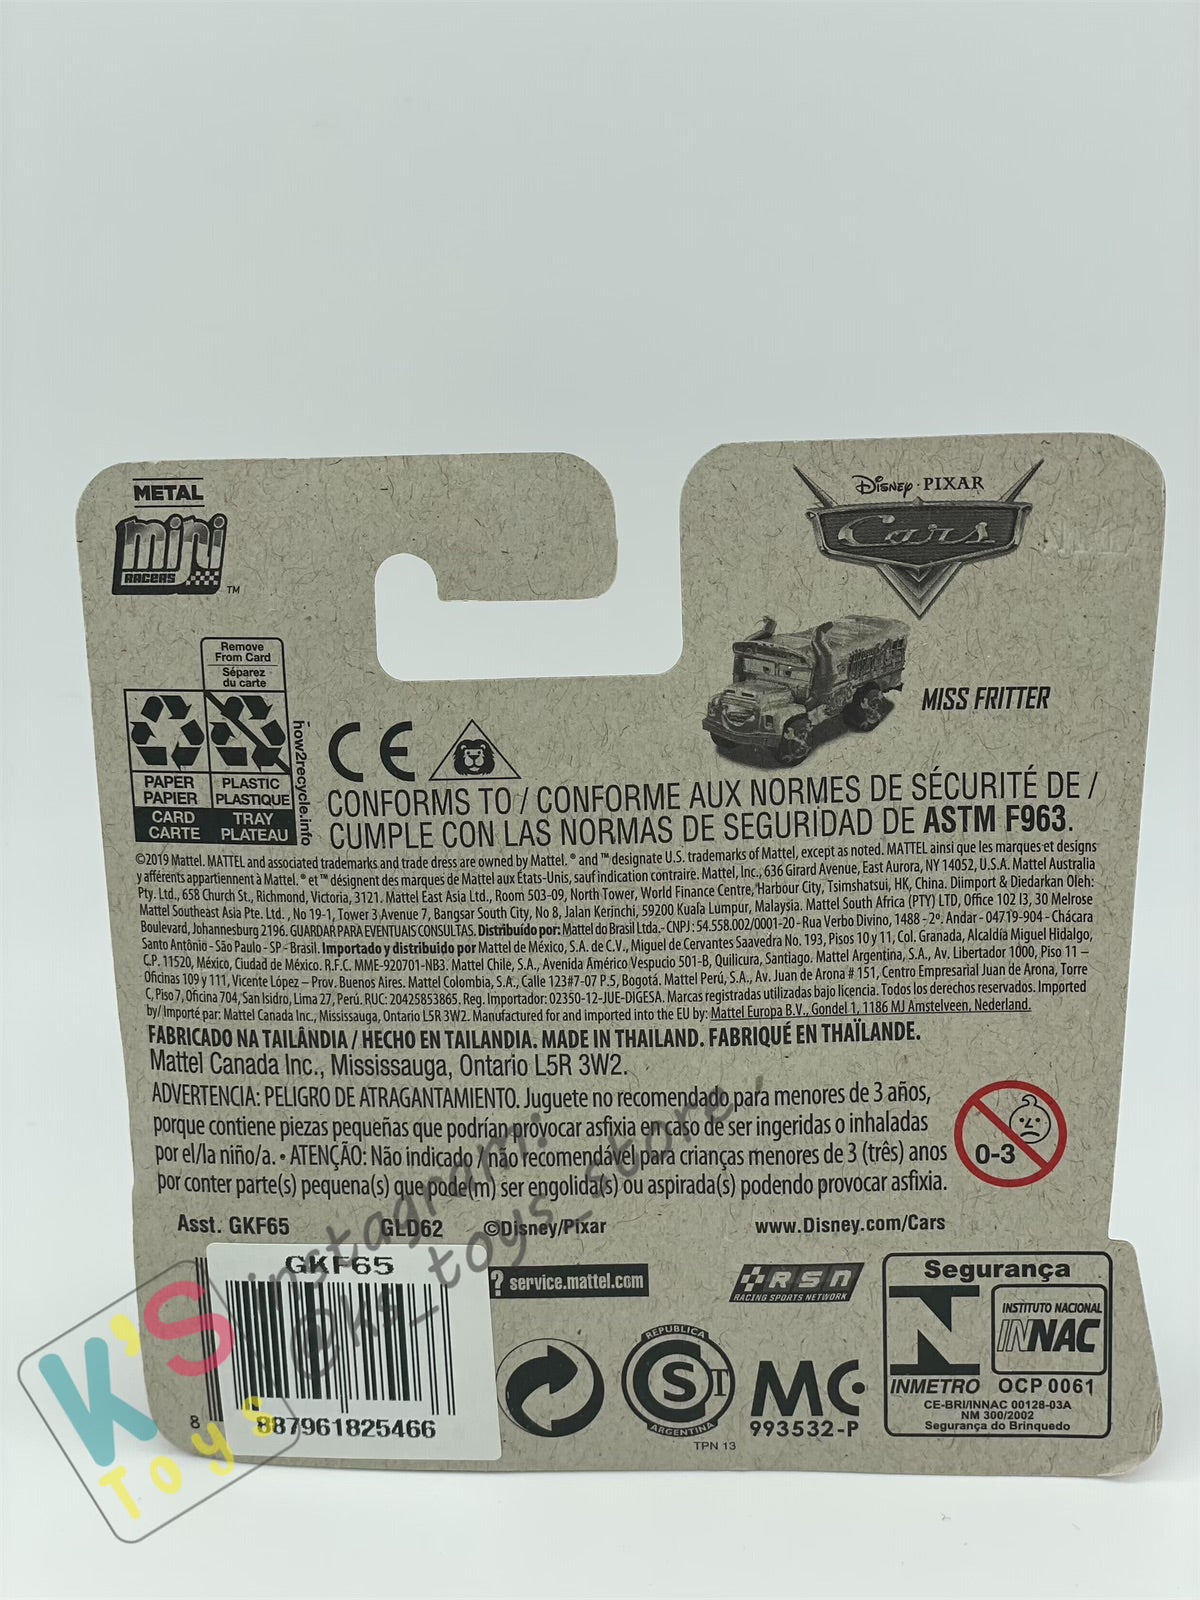 METAL
mini
RACERS
™
Disney · PIXAR
Cars
MISS FRITTER
Remove
From Card
Séparez
du carte
PAPER
PAPIER
PLASTIC
PLASTIQUE
CARD
CARTE
TRAY
PLATEAU
how2recycle.info
CE
CONFORMS TO / CONFORME AUX NORMES DE SÉCURITÉ DE /
CUMPLE CON LAS NORMAS DE SEGURIDAD DE ASTM F963.
©2019 Mattel. MATTEL and associated trademarks and trade dress are owned by Mattel. ® and ™ designate U.S. trademarks of Mattel, except as noted. MATTEL ainsi que les marques et designs
y afférents appartiennent à Mattel. ® et ™ désignent des marques de Mattel aux États-Unis, sauf indication contraire. Mattel, Inc., 636 Girard Avenue, East Aurora, NY 14052, U.S.A. Mattel Australia
Pty. Ltd., 658 Church St., Richmond, Victoria, 3121. Mattel East Asia Ltd., Room 503-09, North Tower, World Finance Centre, Harbour City, Tsimshatsui, HK, China. Diimport & Diedarkan Oleh:
Mattel Southeast Asia Pte. Ltd. , No 19-1, Tower 3 Avenue 7, Bangsar South City, No 8, Jalan Kerinchi, 59200 Kuala Lumpur, Malaysia. Mattel South Africa (PTY) LTD, Office 102 I3, 30 Melrose
Boulevard, Johannesburg 2196. GUARDAR PARA EVENTUAIS CONSULTAS. Distribuído por: Mattel do Brasil Ltda.- CNPJ : 54.558.002/0001-20 - Rua Verbo Divino, 1488 - 2º. Andar - 04719-904 - Chácara
Santo Antônio - São Paulo - SP - Brasil. Importado y distribuido por Mattel de México, S.A. de C.V., Miguel de Cervantes Saavedra No. 193, Pisos 10 y 11, Col. Granada, Alcaldía Miguel Hidalgo,
C.P. 11520, México, Ciudad de México. R.F.C. MME-920701-NB3. Mattel Chile, S.A., Avenida Américo Vespucio 501-B, Quilicura, Santiago. Mattel Argentina, S.A., Av. Libertador 1000, Piso 11 –
Oficinas 109 y 111, Vicente López – Prov. Buenos Aires. Mattel Colombia, S.A., Calle 123#7-07 P.5, Bogotá. Mattel Perú, S.A., Av. Juan de Arona # 151, Centro Empresarial Juan de Arona, Torre
C, Piso 7, Oficina 704, San Isidro, Lima 27, Perú. RUC: 20425853865. Reg. Importador: 02350-12-JUE-DIGESA. Marcas registradas utilizadas bajo licencia. Todos los derechos reservados. Imported
by/ Importé par: Mattel Canada Inc., Mississauga, Ontario L5R 3W2. Manufactured for and imported into the EU by: Mattel Europa B.V., Gondel 1, 1186 MJ Amstelveen, Nederland.
FABRICADO NA TAILÂNDIA / HECHO EN TAILANDIA. MADE IN THAILAND. FABRIQUÉ EN THAÏLANDE.
Mattel Canada Inc., Mississauga, Ontario L5R 3W2.
ADVERTENCIA: PELIGRO DE ATRAGANTAMIENTO. Juguete no recomendado para menores de 3 años,
porque contiene piezas pequeñas que podrían provocar asfixia en caso de ser ingeridas o inhaladas
por el/la niño/a. • ATENÇÃO: Não indicado / não recomendável para crianças menores de 3 (três) anos
por conter parte(s) pequena(s) que pode(m) ser engolida(s) ou aspirada(s) podendo provocar asfixia.
0-3
Asst. GKF65 GLD62 ©Disney/Pixar www.Disney.com/Cars
instagram:
@ks_toys_store
K'S
Toys
GKF65
8
887961825466
? service.mattel.com
RSN
RACING SPORTS NETWORK
REPUBLICA
S T
ARGENTINA
TPN 13
MC
993532-P
Segurança
INSTITUTO NACIONAL
INNAC
INMETRO OCP 0061
CE-BRI/INNAC 00128-03A
NM 300/2002
Segurança do Brinquedo